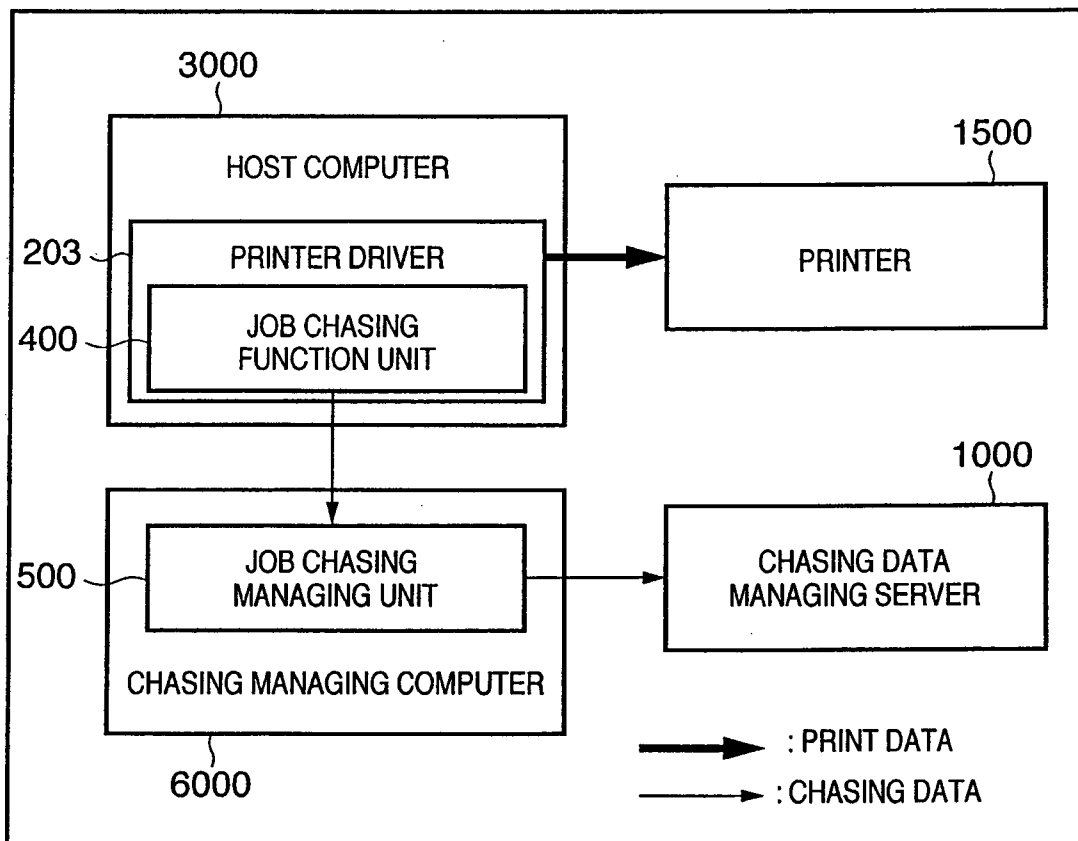 3000
HOST COMPUTER
1500
203
PRINTER DRIVER
PRINTER
400
JOB CHASING
FUNCTION UNIT
1000
500
JOB CHASING
MANAGING UNIT
CHASING DATA
MANAGING SERVER
CHASING MANAGING COMPUTER
6000
: PRINT DATA
: CHASING DATA